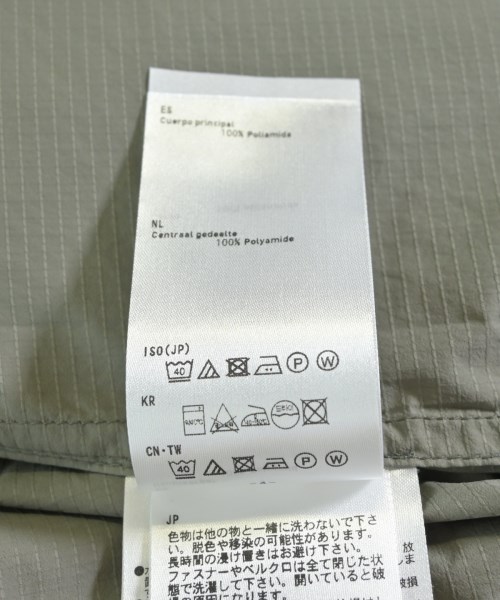 ES
Cuerpo principal
100% Poliamide
NL
Centraal gedeelte
100% Polyamide
ISO(JP)
40 P W
KR
CN·TW
40 P W
JP
色物は他の物と一緒に洗わないで下さ
い。脱色や移染の可能性があります。
長時間の浸け置きはお避け下さい。
ファスナーやベルクロは全て閉じた状
態で洗濯して下さい。開いていると破